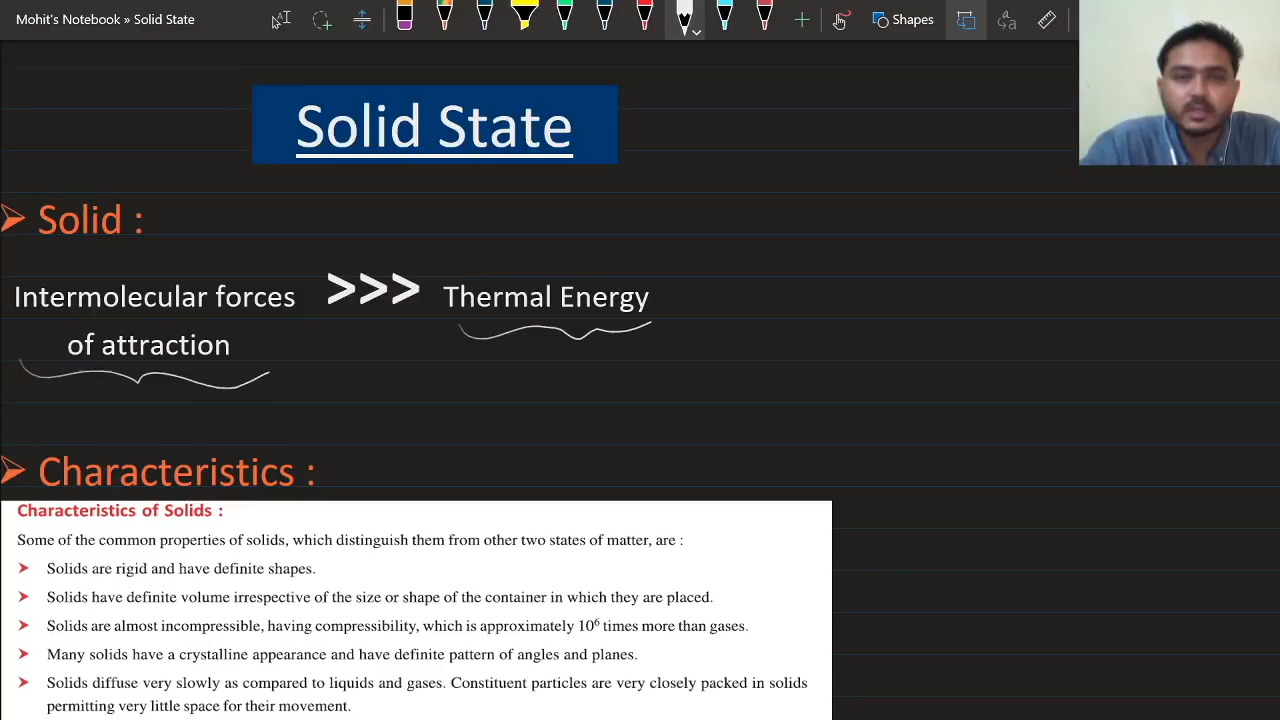 Mohit's Notebook » Solid State
Shapes
Solid State
➤ Solid :
Intermolecular forces >>> Thermal Energy
of attraction
➤ Characteristics :
Characteristics of Solids :
Some of the common properties of solids, which distinguish them from other two states of matter, are :
➤ Solids are rigid and have definite shapes.
➤ Solids have definite volume irrespective of the size or shape of the container in which they are placed.
➤ Solids are almost incompressible, having compressibility, which is approximately 10⁶ times more than gases.
➤ Many solids have a crystalline appearance and have definite pattern of angles and planes.
➤ Solids diffuse very slowly as compared to liquids and gases. Constituent particles are very closely packed in solids
permitting very little space for their movement.